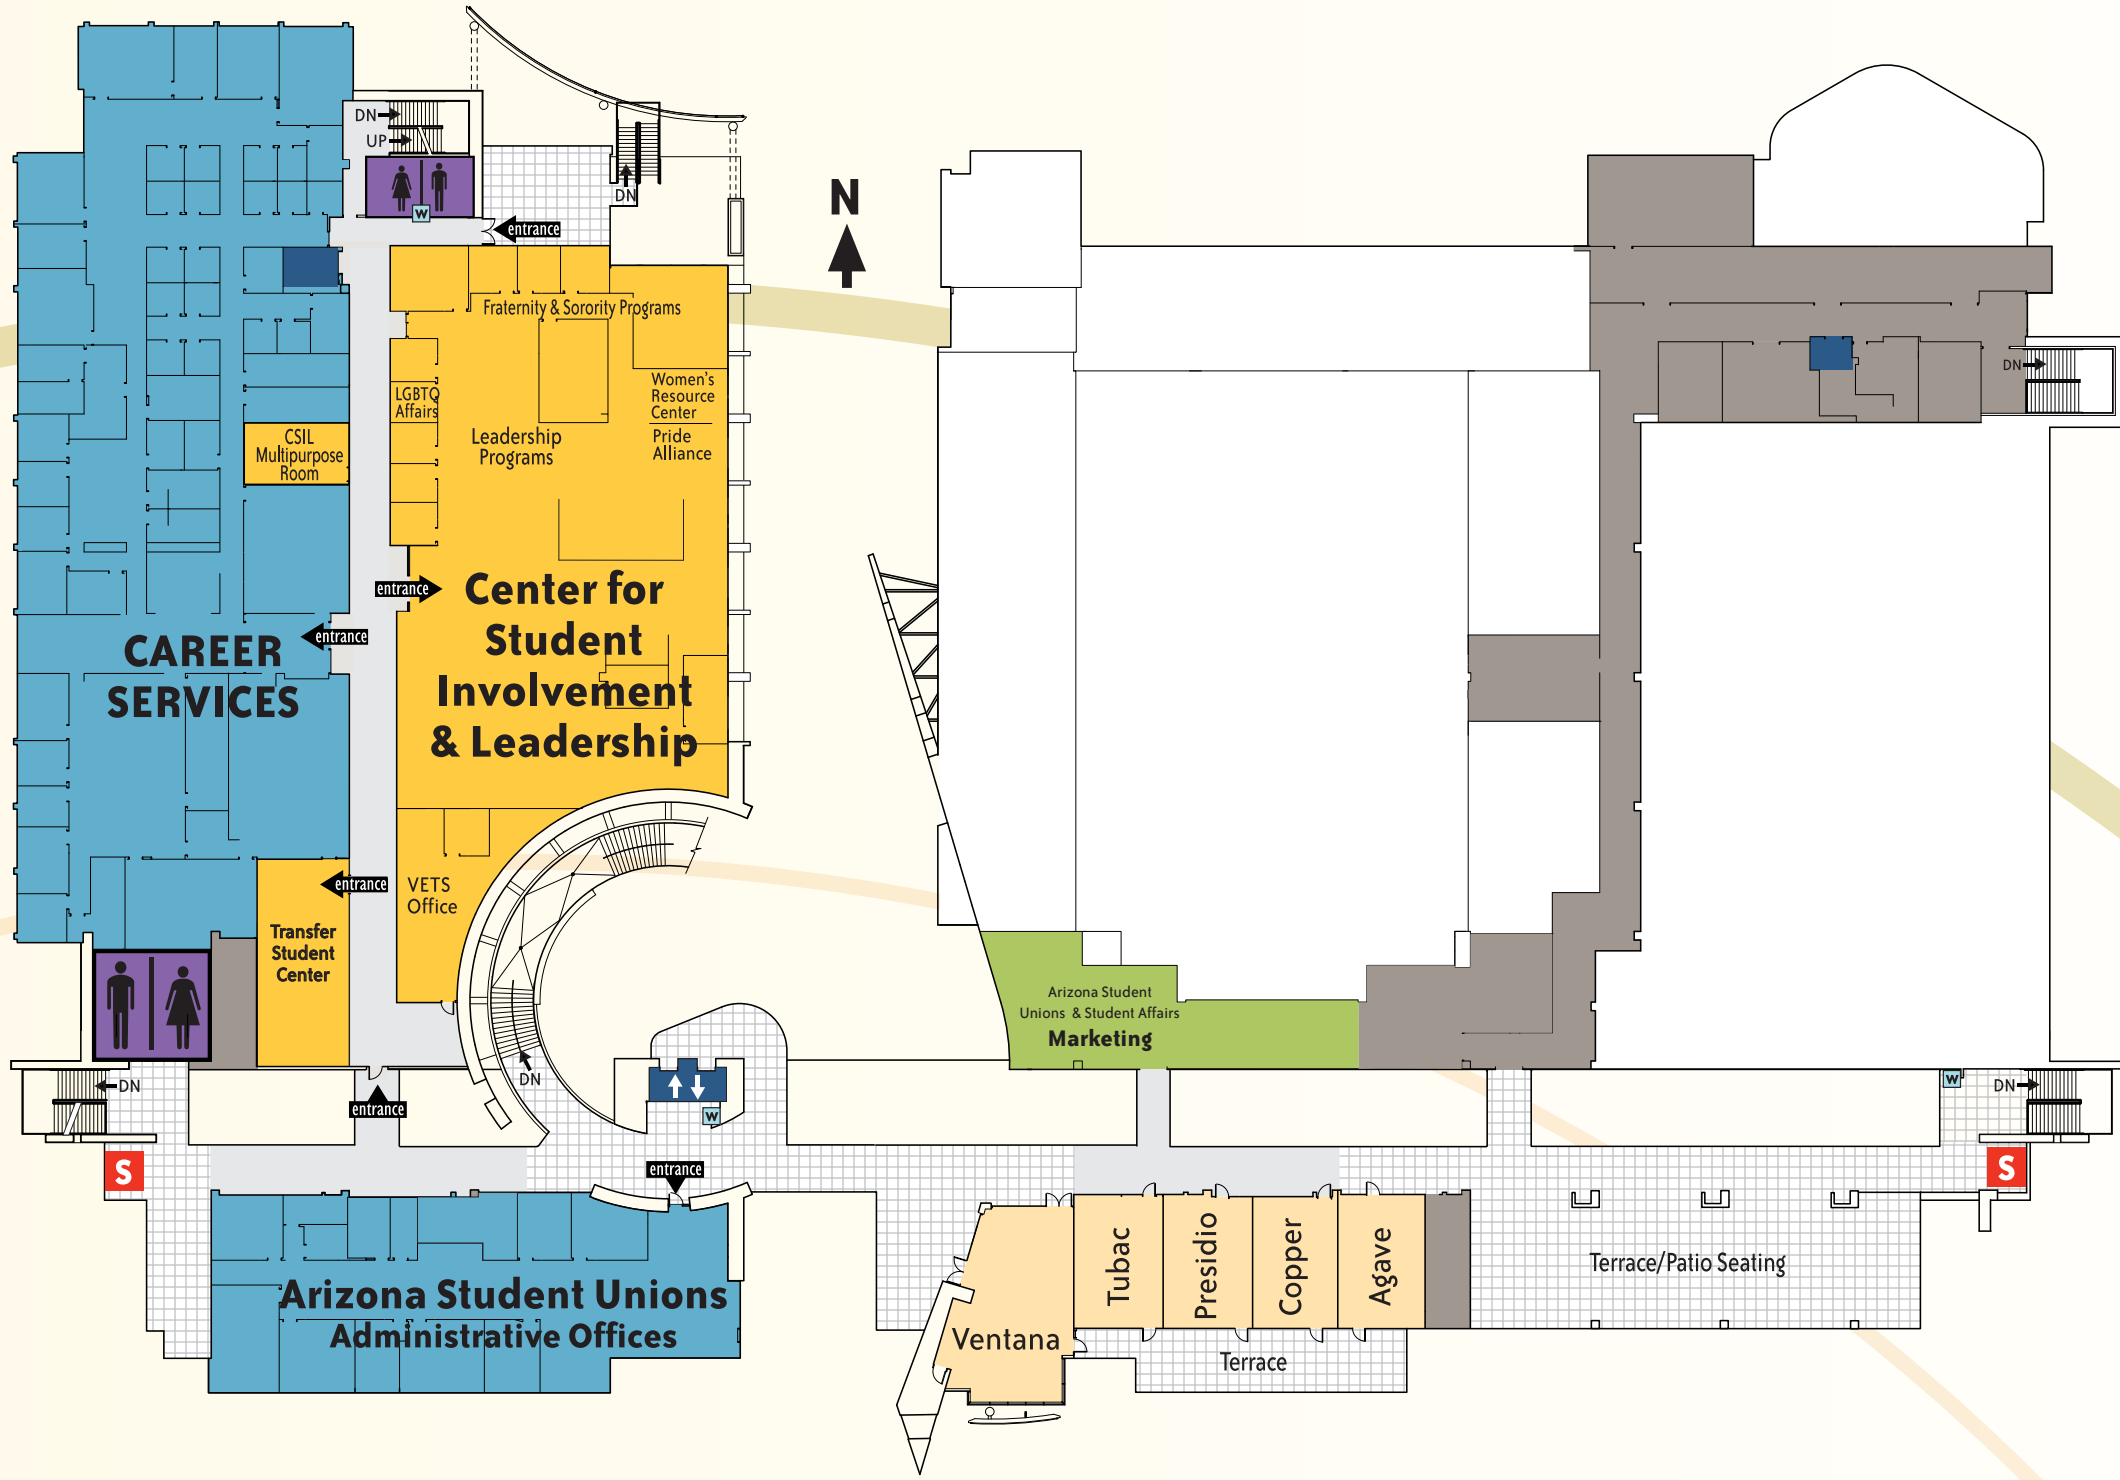 DN
UP
W
entrance
DN
N
Fraternity & Sorority Programs
LGBTQ
Affairs
Women's
Resource
Center
Pride
Alliance
Leadership
Programs
CSIL
Multipurpose
Room
DN
entrance
Center for
Student
Involvement
& Leadership
entrance
CAREER
SERVICES
entrance
VETS
Office
Transfer
Student
Center
Arizona Student
Unions & Student Affairs
Marketing
DN
DN
entrance
W
W
DN
S
entrance
S
Arizona Student Unions
Administrative Offices
Ventana
Tubac
Presidio
Copper
Agave
Terrace
Terrace/Patio Seating